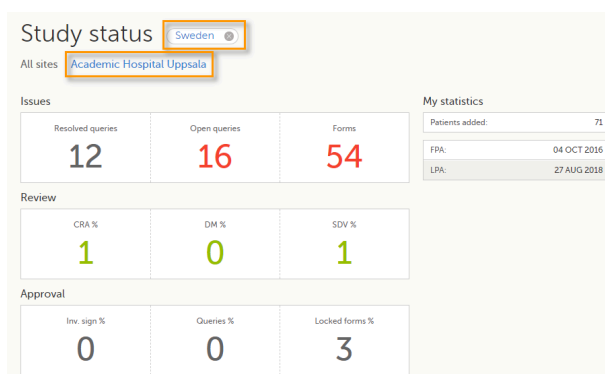 Study status Sweden
All sites Academic Hospital Uppsala
Issues
Resolved queries Open queries Forms
12 16 54
Review
CRA % DM % SDV %
1 0 1
Approval
Inv. sign % Queries % Locked forms %
0 0 3
My statistics
Patients added: 71
FPA: 04 OCT 2016
LPA: 27 AUG 2018